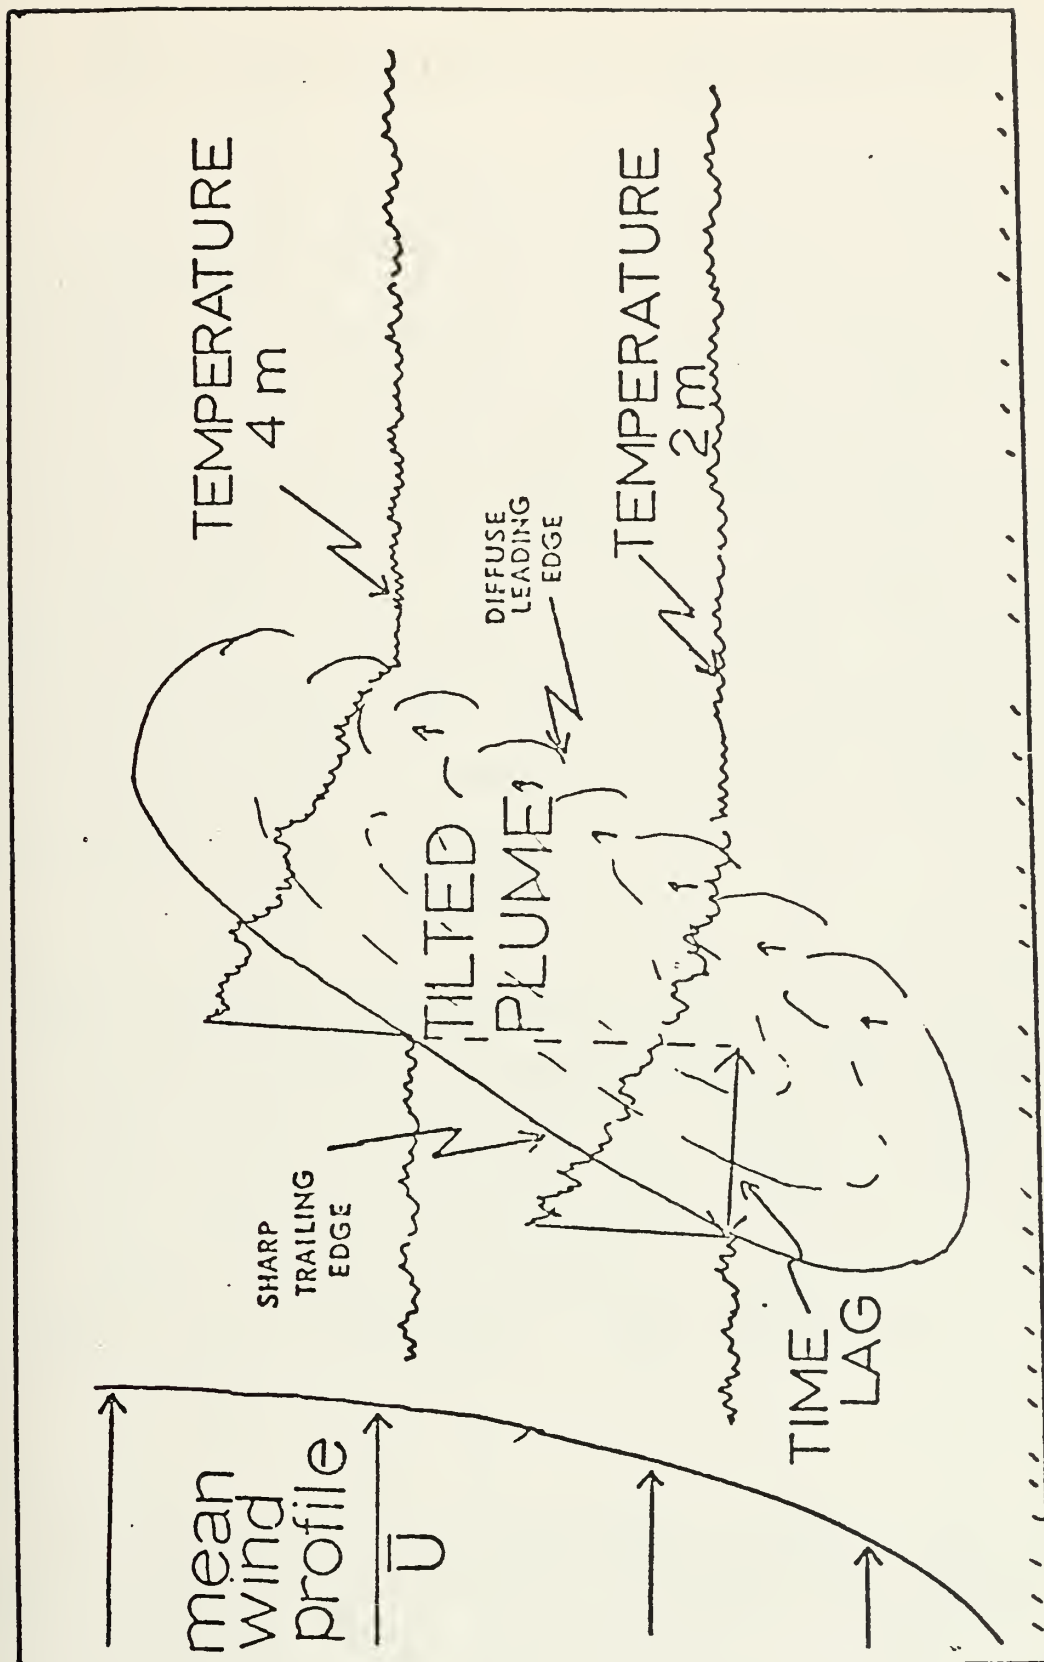 mean
wind
profile
U
SHARP
TRAILING
EDGE
TIME
LAG
TILTED
PLUME
DIFFUSE
LEADING
EDGE
TEMPERATURE
4 m
TEMPERATURE
2 m